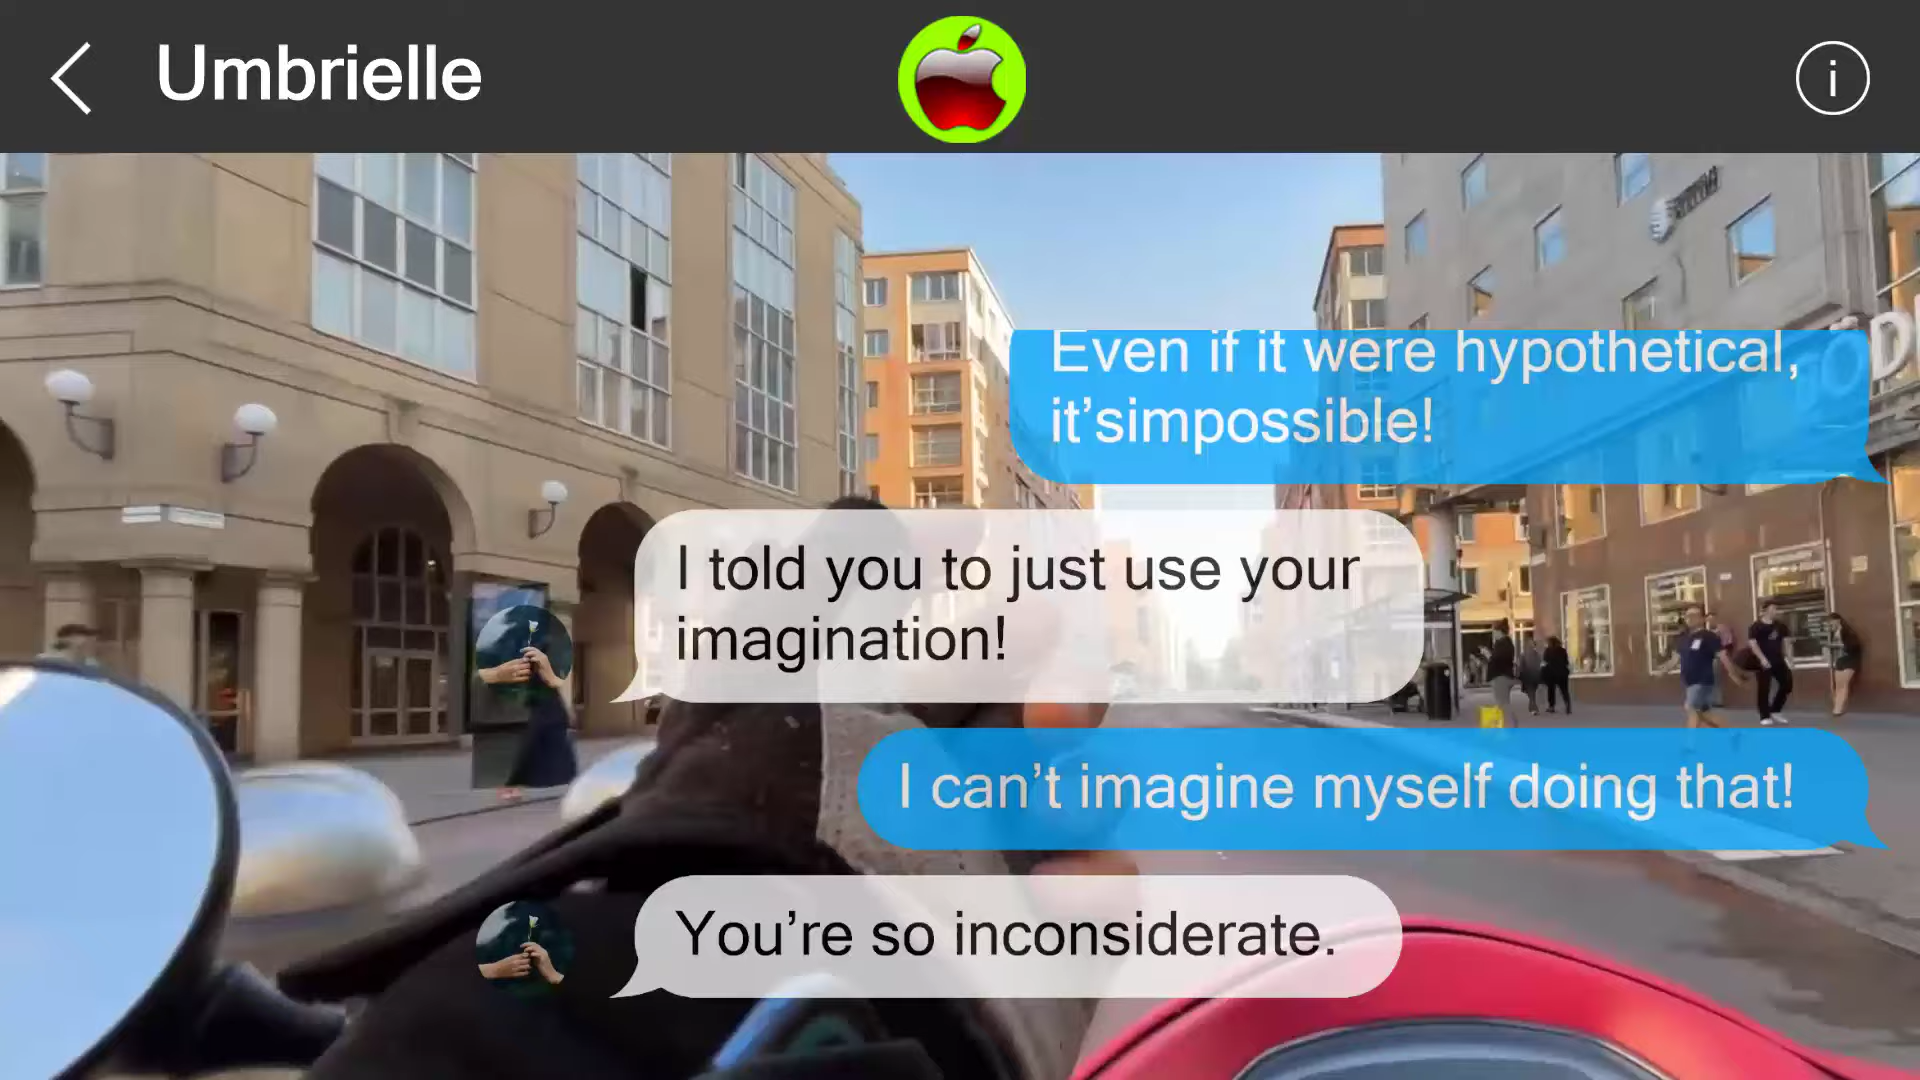 Umbrielle
i
Even if it were hypothetical,
it’simpossible!
I told you to just use your
imagination!
I can’t imagine myself doing that!
You’re so inconsiderate.